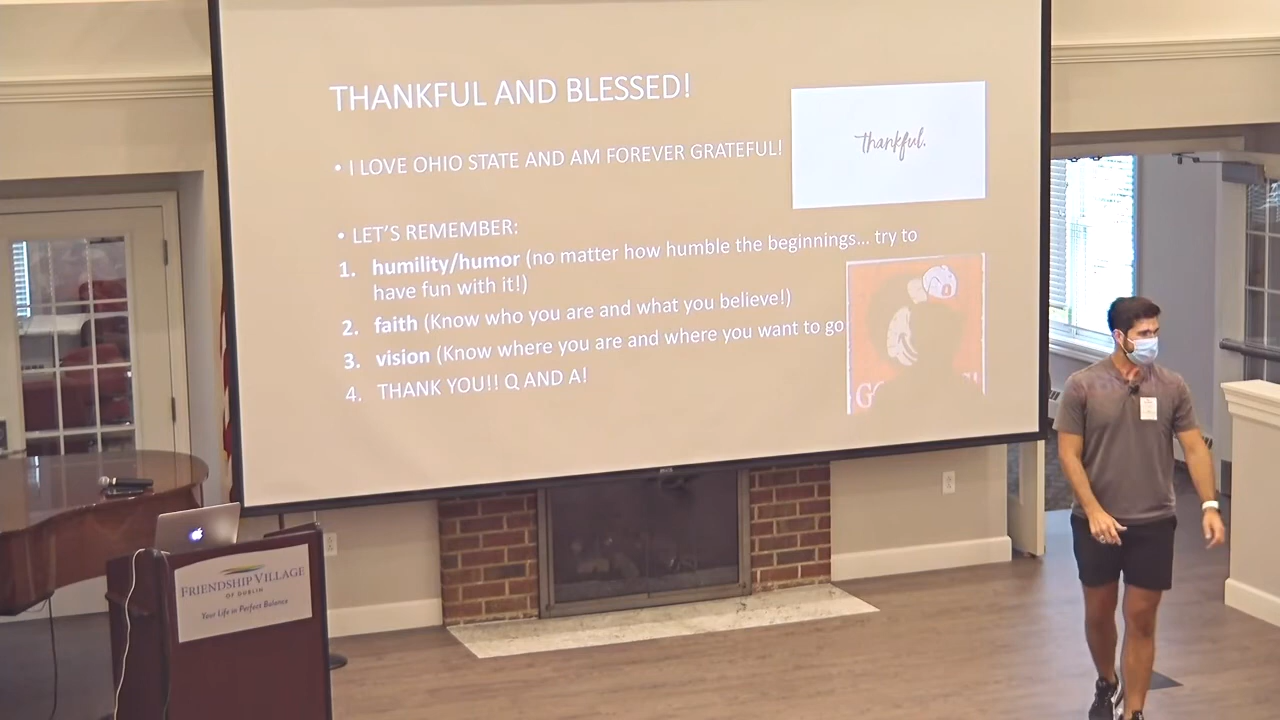 THANKFUL AND BLESSED!
thankful.
• I LOVE OHIO STATE AND AM FOREVER GRATEFUL!
• LET'S REMEMBER:
1. humility/humor (no matter how humble the beginnings... try to
have fun with it!)
2. faith (Know who you are and what you believe!)
3. vision (Know where you are and where you want to go
4. THANK YOU!! Q AND A!
FRIENDSHIP VILLAGE
OF DUBLIN
Your Life in Perfect Balance